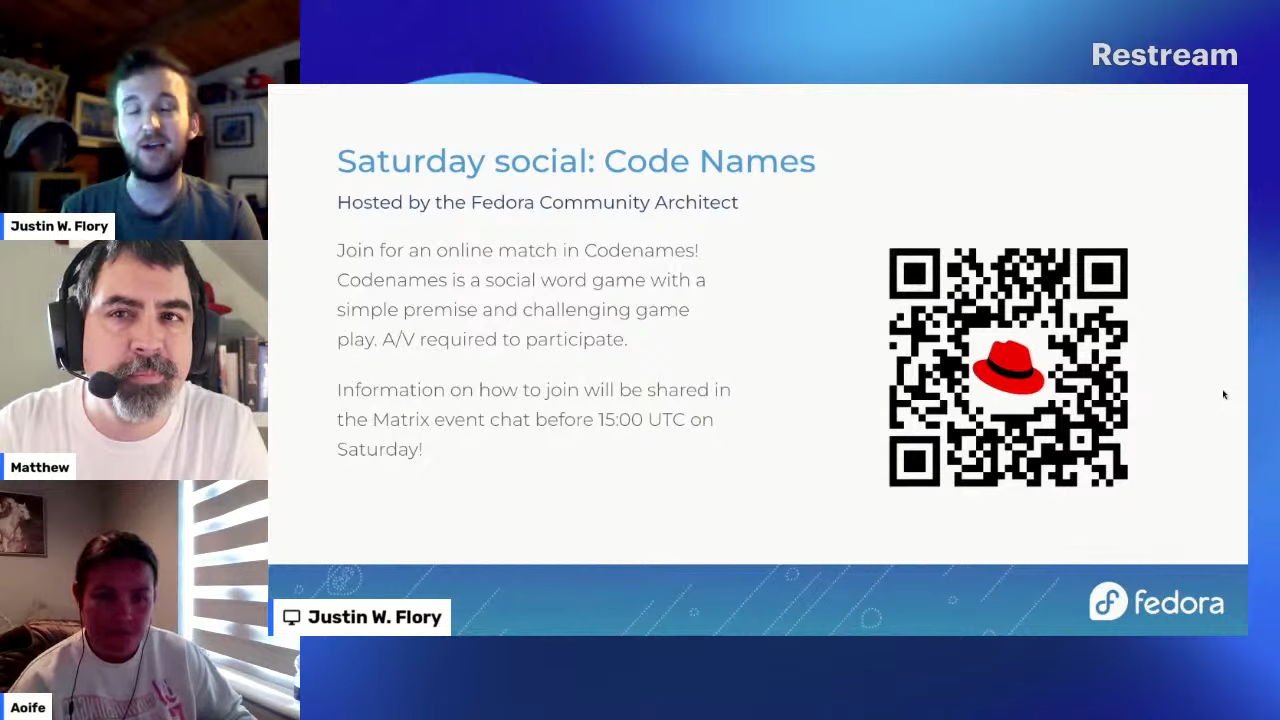 Restream
Saturday social: Code Names
Hosted by the Fedora Community Architect
Join for an online match in Codenames!
Codenames is a social word game with a
simple premise and challenging game
play. A/V required to participate.
Information on how to join will be shared in
the Matrix event chat before 15:00 UTC on
Saturday!
Justin W. Flory
Matthew
Aoife
Justin W. Flory
fedora